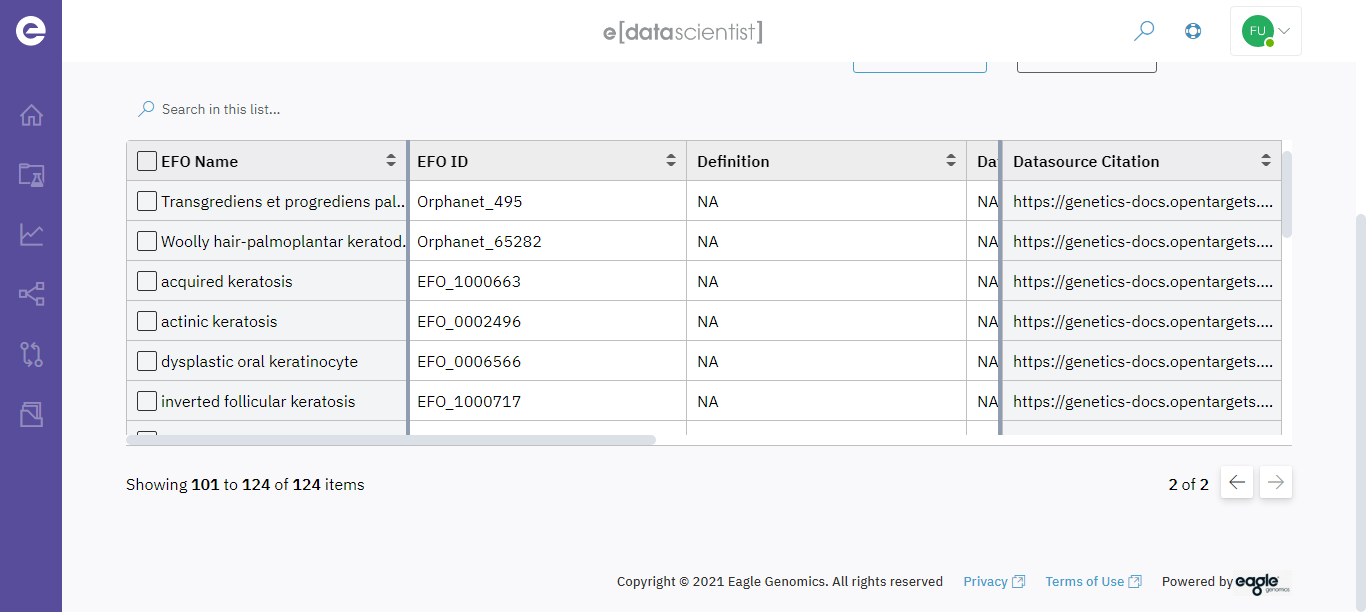 e[datascientist]
FU
Search in this list...
EFO Name EFO ID Definition Da Datasource Citation
Transgrediens et progrediens pal... Orphanet_495 NA NA https://genetics-docs.opentargets....
Woolly hair-palmoplantar keratod. Orphanet_65282 NA NA https://genetics-docs.opentargets....
acquired keratosis EFO_1000663 NA NA https://genetics-docs.opentargets....
actinic keratosis EFO_0002496 NA NA https://genetics-docs.opentargets....
dysplastic oral keratinocyte EFO_0006566 NA NA https://genetics-docs.opentargets....
inverted follicular keratosis EFO_1000717 NA NA https://genetics-docs.opentargets....
Showing 101 to 124 of 124 items 2 of 2
Copyright © 2021 Eagle Genomics. All rights reserved Privacy Terms of Use Powered by eagle genomics